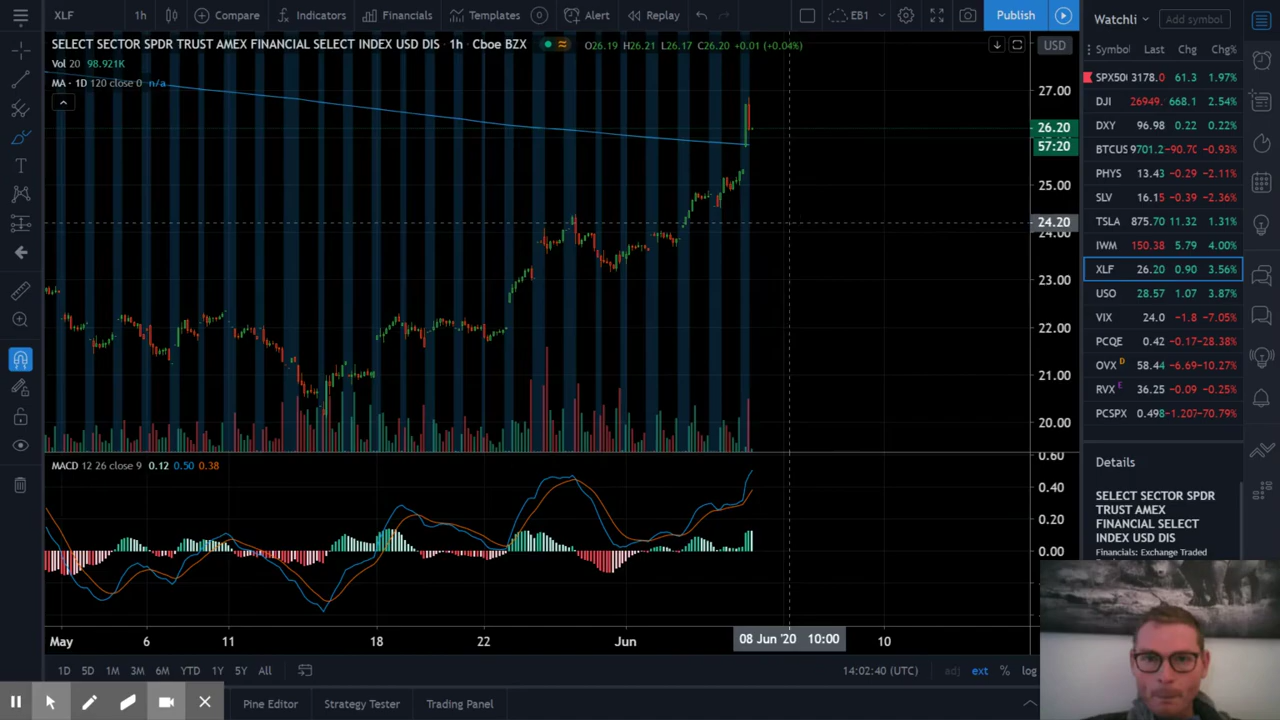 XLF 1h Compare Indicators Financials Templates Alert Replay EB1 Publish
SELECT SECTOR SPDR TRUST AMEX FINANCIAL SELECT INDEX USD DIS • 1h • Cboe BZX O26.19 H26.21 L26.17 C26.20 +0.01 (+0.04%)
Vol 20 98.921K
MA · 1D 120 close 0 n/a
USD
27.00
26.20
57:20
25.00
24.20
24.00
23.00
22.00
21.00
20.00
MACD 12 26 close 9 0.12 0.50 0.38
0.60
0.40
0.20
0.00
May 6 11 18 22 Jun 08 Jun '20 10:00 10
1D 5D 1M 3M 6M YTD 1Y 5Y All 14:02:40 (UTC) adj ext % log
Pine Editor Strategy Tester Trading Panel
Watchli Add symbol
Symbol Last Chg Chg%
SPX500 3178.0 61.3 1.97%
DJI 26949. 668.1 2.54%
DXY 96.98 0.22 0.22%
BTCUS 9701.2 −90.70 −0.93%
PHYS 13.43 −0.29 −2.11%
SLV 16.15 −0.39 −2.36%
TSLA 875.70 11.32 1.31%
IWM 150.38 5.79 4.00%
XLF 26.20 0.90 3.56%
USO 28.57 1.07 3.87%
VIX 24.0 −1.8 −7.05%
PCQE 0.42 −0.17 −28.38%
OVX D 58.44 −6.69 −10.27%
RVX E 36.25 −0.09 −0.25%
PCSPX 0.498 −1.207 −70.79%
Details
SELECT SECTOR SPDR
TRUST AMEX
FINANCIAL SELECT
INDEX USD DIS
Financials: Exchange Traded